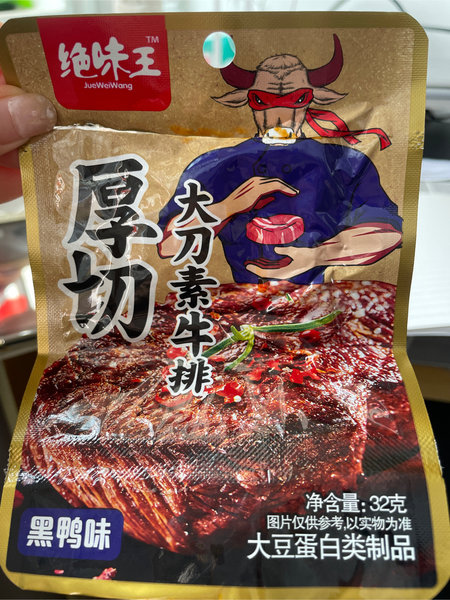 绝味王TM
JueWeiWang
厚切
大刀素牛排
净含量:32克
图片仅供参考,以实物为准
大豆蛋白类制品
黑鸭味